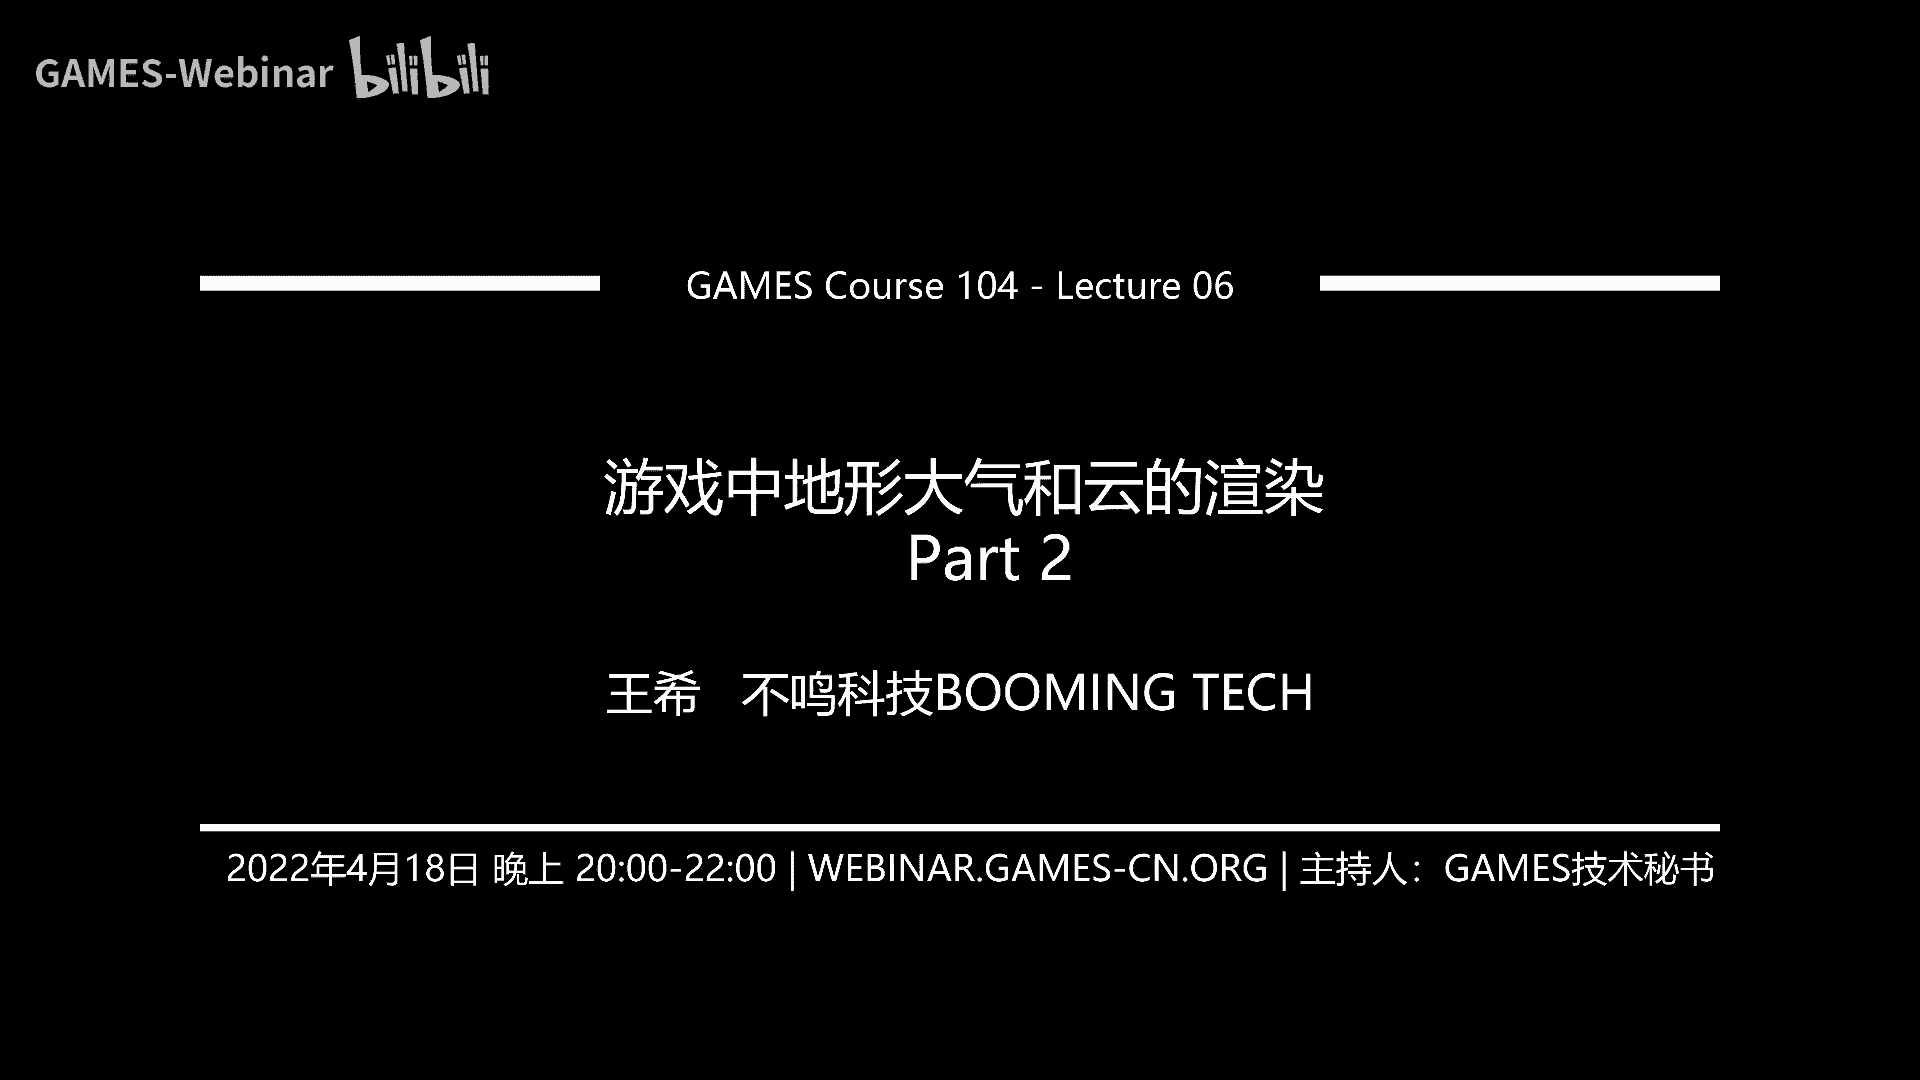 GAMES-Webinar bilibili
GAMES Course 104 - Lecture 06
游戏中地形大气和云的渲染
Part 2
王希 不鸣科技BOOMING TECH
2022年4月18日 晚上 20:00-22:00 | WEBINAR.GAMES-CN.ORG | 主持人：GAMES技术秘书